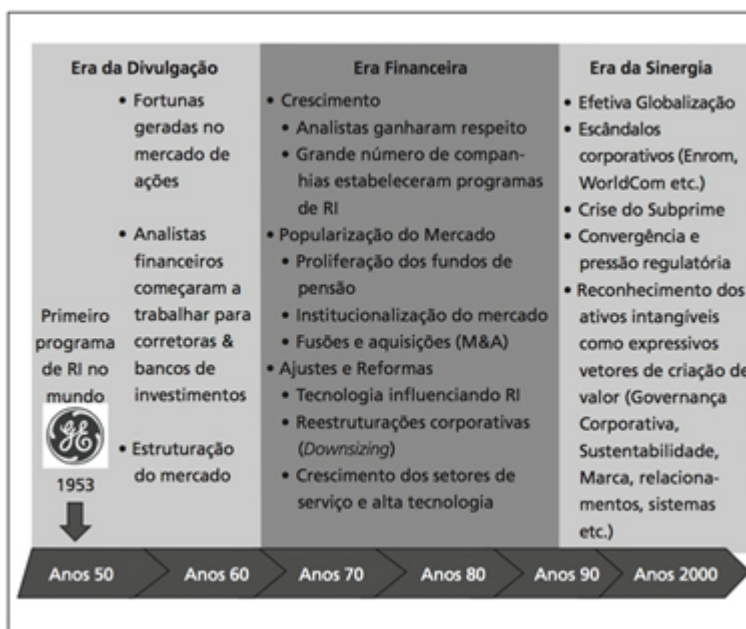 Era da Divulgação
• Fortunas
geradas no
mercado de
ações
• Analistas
financeiros
começaram a
trabalhar para
corretoras &
bancos de
investimentos
• Estruturação
do mercado
Primeiro
programa
de RI no
mundo
GE
1953
Era Financeira
• Crescimento
• Analistas ganharam respeito
• Grande número de compan-
hias estabeleceram programas
de RI
• Popularização do Mercado
• Proliferação dos fundos de
pensão
• Institucionalização do mercado
• Fusões e aquisições (M&A)
• Ajustes e Reformas
• Tecnologia influenciando RI
• Reestruturações corporativas
(Downsizing)
• Crescimento dos setores de
serviço e alta tecnologia
Era da Sinergia
• Efetiva Globalização
• Escândalos
corporativos (Enrom,
WorldCom etc.)
• Crise do Subprime
• Convergência e
pressão regulatória
• Reconhecimento dos
ativos intangíveis
como expressivos
vetores de criação de
valor (Governança
Corporativa,
Sustentabilidade,
Marca, relaciona-
mentos, sistemas
etc.)
Anos 50
Anos 60
Anos 70
Anos 80
Anos 90
Anos 2000